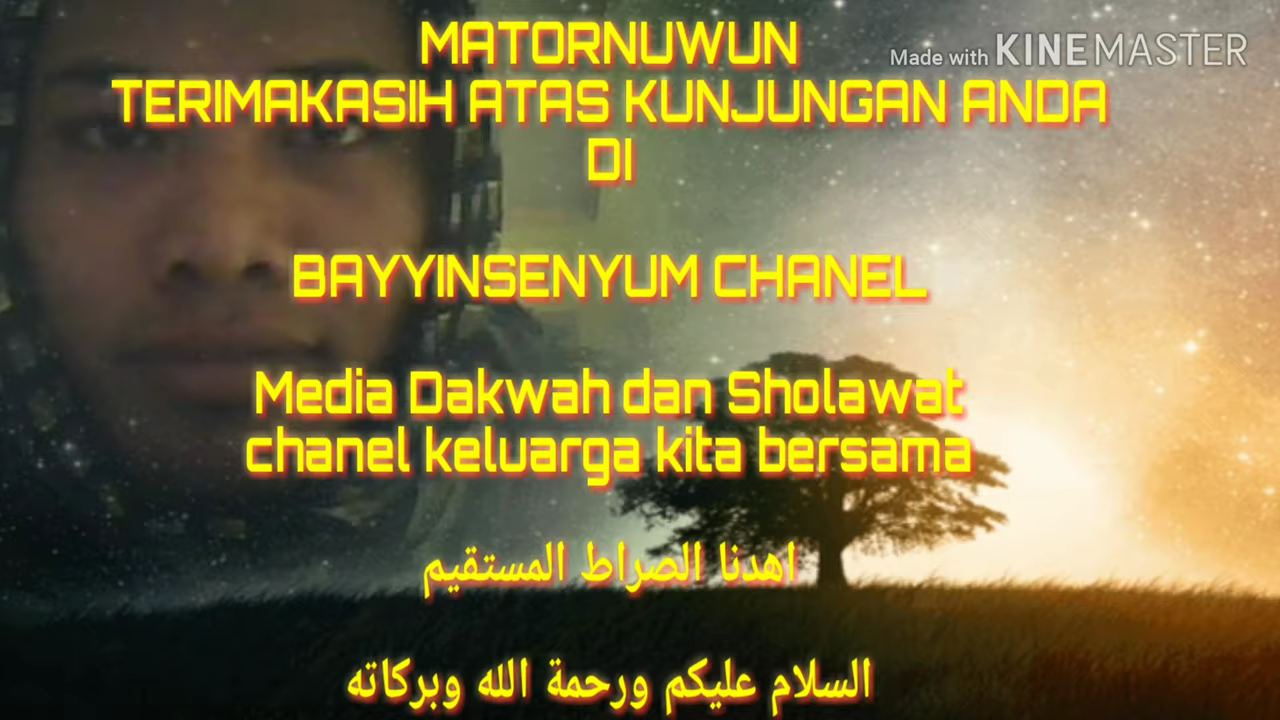 MATORNUWUN
Made with KINEMASTER
TERIMAKASIH ATAS KUNJUNGAN ANDA
DI
BAYYINSENYUM CHANEL
Media Dakwah dan Sholawat
chanel keluarga kita bersama
اهدنا الصراط المستقيم
السلام عليكم ورحمة الله وبركاته